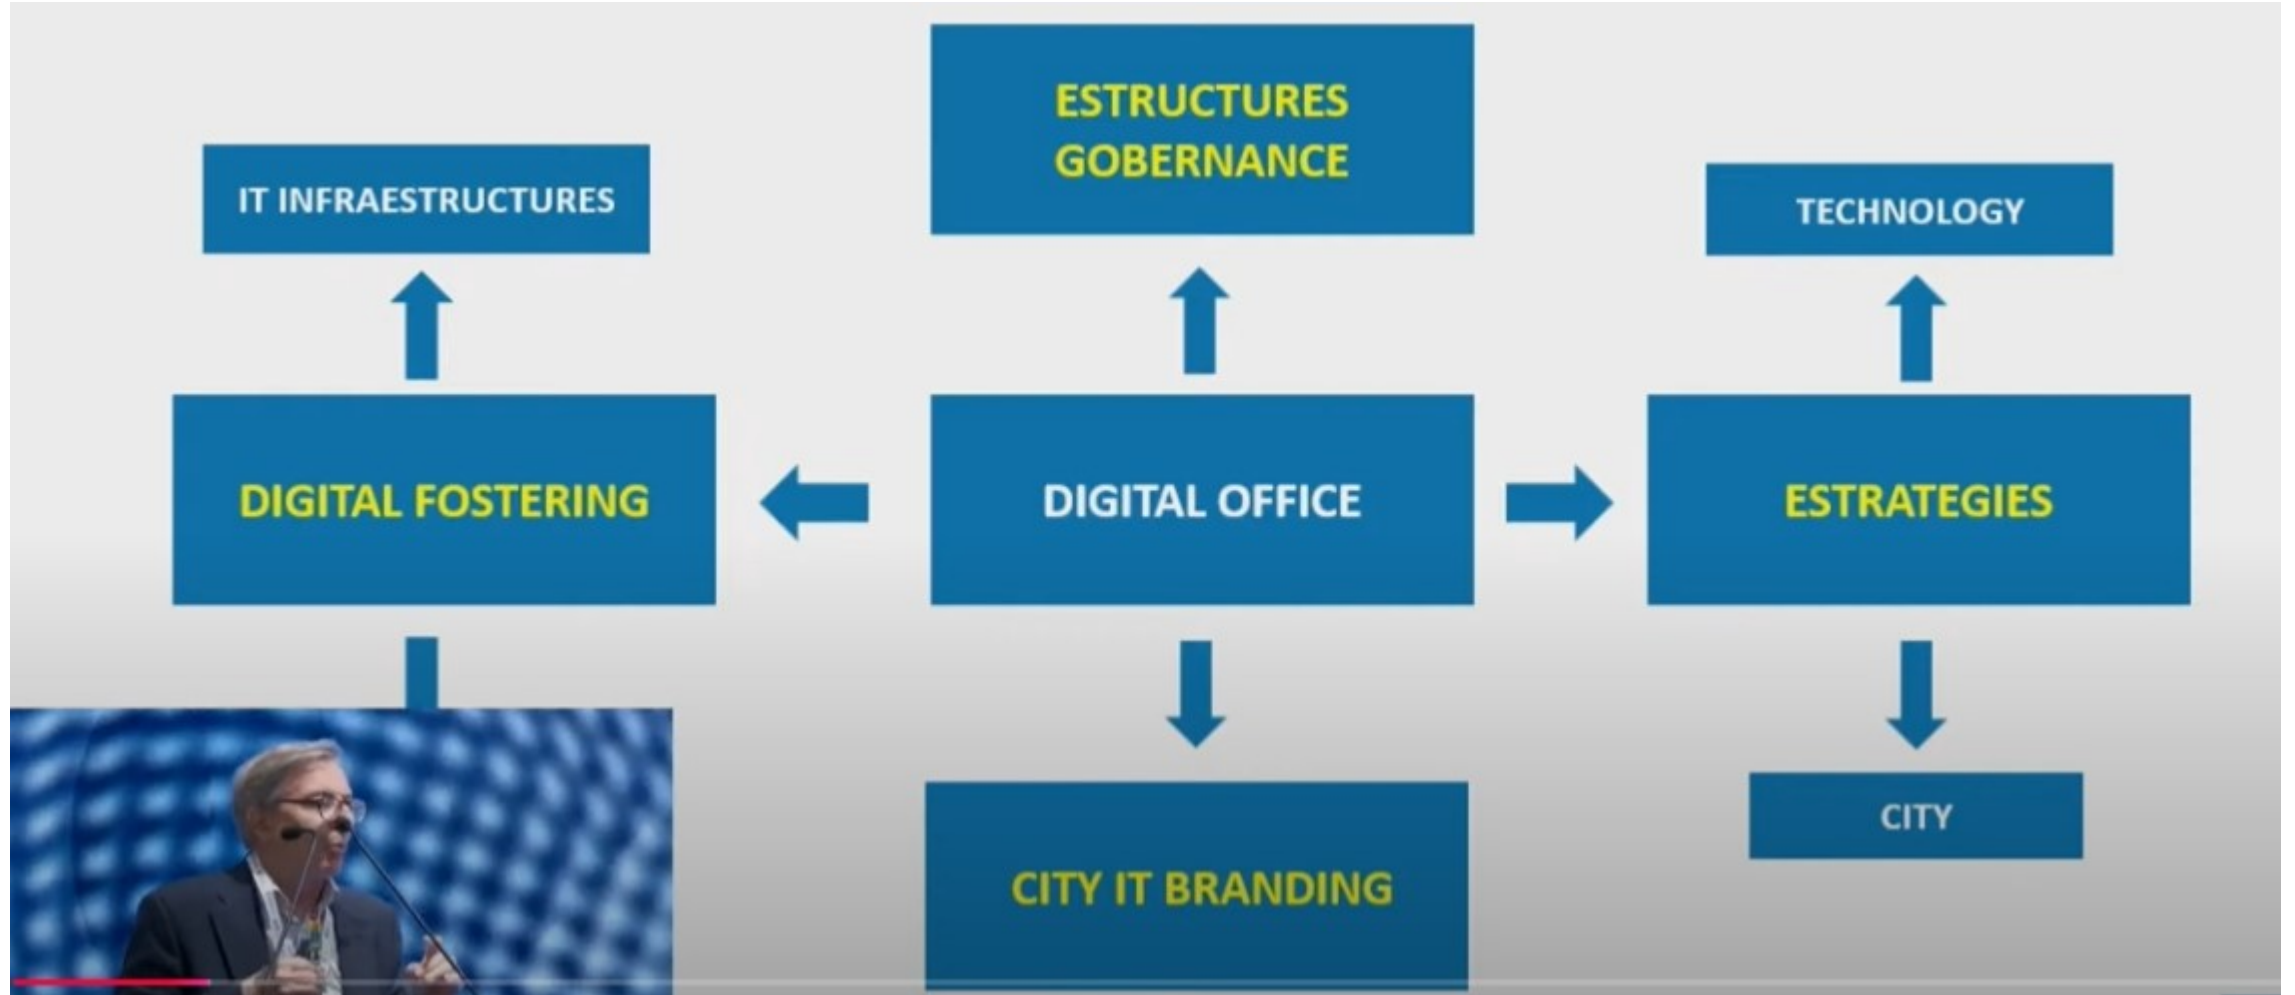 ESTRUCTURES
GOBERNANCE
IT INFRAESTRUCTURES
TECHNOLOGY
DIGITAL FOSTERING
DIGITAL OFFICE
ESTRATEGIES
CITY
CITY IT BRANDING